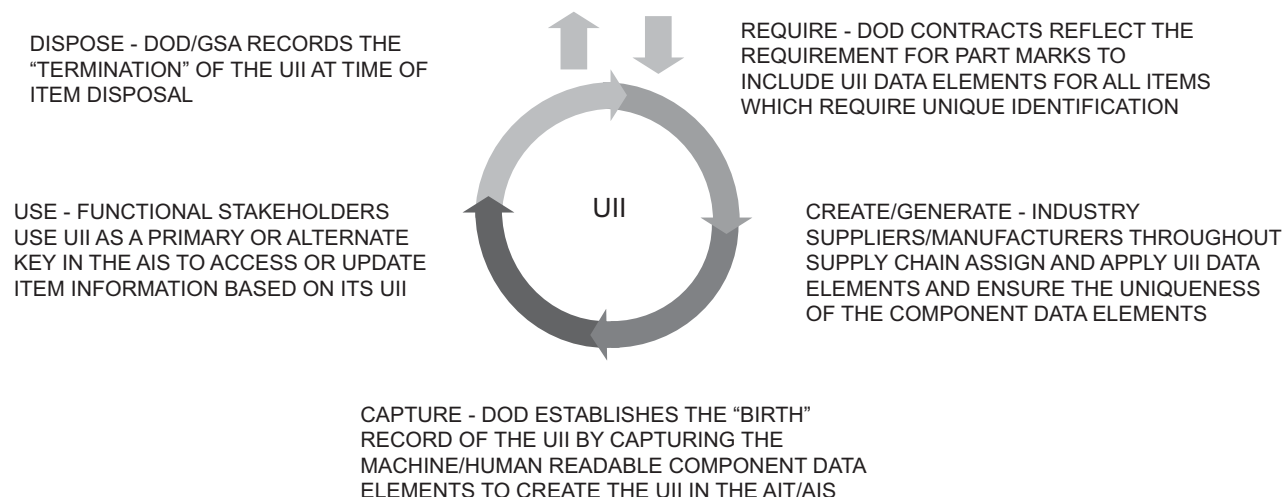 DISPOSE - DOD/GSA RECORDS THE
“TERMINATION” OF THE UII AT TIME OF
ITEM DISPOSAL
REQUIRE - DOD CONTRACTS REFLECT THE
REQUIREMENT FOR PART MARKS TO
INCLUDE UII DATA ELEMENTS FOR ALL ITEMS
WHICH REQUIRE UNIQUE IDENTIFICATION
USE - FUNCTIONAL STAKEHOLDERS
USE UII AS A PRIMARY OR ALTERNATE
KEY IN THE AIS TO ACCESS OR UPDATE
ITEM INFORMATION BASED ON ITS UII
UII
CREATE/GENERATE - INDUSTRY
SUPPLIERS/MANUFACTURERS THROUGHOUT
SUPPLY CHAIN ASSIGN AND APPLY UII DATA
ELEMENTS AND ENSURE THE UNIQUENESS
OF THE COMPONENT DATA ELEMENTS
CAPTURE - DOD ESTABLISHES THE “BIRTH”
RECORD OF THE UII BY CAPTURING THE
MACHINE/HUMAN READABLE COMPONENT DATA
ELEMENTS TO CREATE THE UII IN THE AIT/AIS